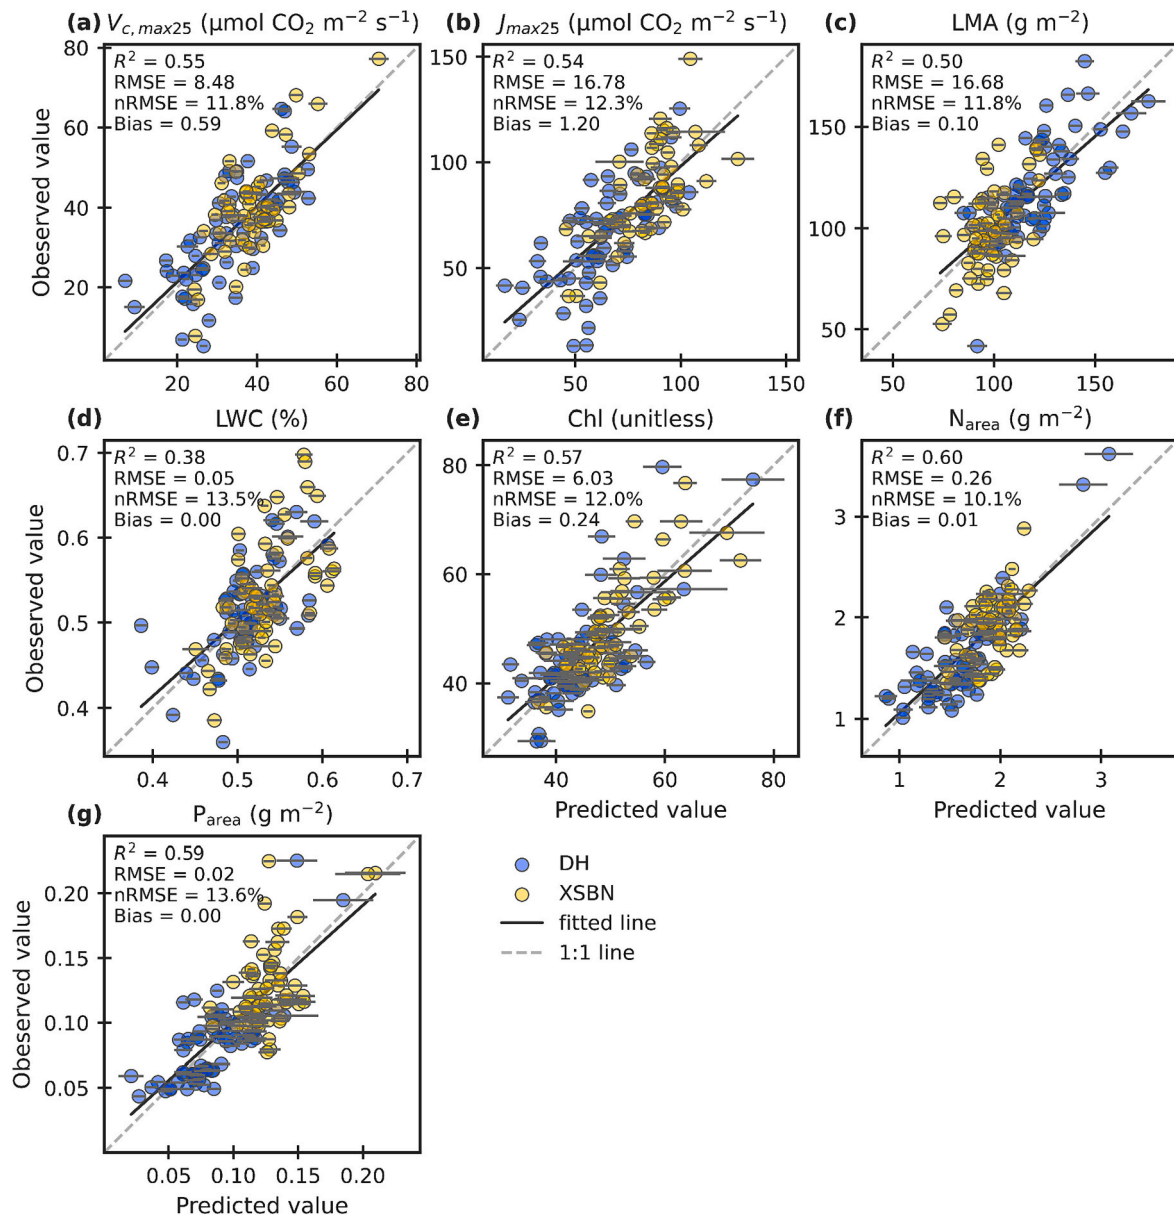 (a) V c, max25 (μmol CO2 m−2 s−1)
(b) J max25 (μmol CO2 m−2 s−1)
(c) LMA (g m−2)
R2 = 0.55
RMSE = 8.48
nRMSE = 11.8%
Bias = 0.59
80
60
40
20
Observed value
20 40 60 80
R2 = 0.54
RMSE = 16.78
nRMSE = 12.3%
Bias = 1.20
150
100
50
50 100 150
R2 = 0.50
RMSE = 16.68
nRMSE = 11.8%
Bias = 0.10
150
100
50
50 100 150
(d) LWC (%)
(e) Chl (unitless)
(f) Narea (g m−2)
R2 = 0.38
RMSE = 0.05
nRMSE = 13.5%
Bias = 0.00
0.7
0.6
0.5
0.4
Observed value
0.4 0.5 0.6 0.7
R2 = 0.57
RMSE = 6.03
nRMSE = 12.0%
Bias = 0.24
80
60
40
40 60 80
Predicted value
R2 = 0.60
RMSE = 0.26
nRMSE = 10.1%
Bias = 0.01
3
2
1
1 2 3
Predicted value
(g) Parea (g m−2)
R2 = 0.59
RMSE = 0.02
nRMSE = 13.6%
Bias = 0.00
0.20
0.15
0.10
0.05
Observed value
0.05 0.10 0.15 0.20
Predicted value
DH
XSBN
fitted line
1:1 line